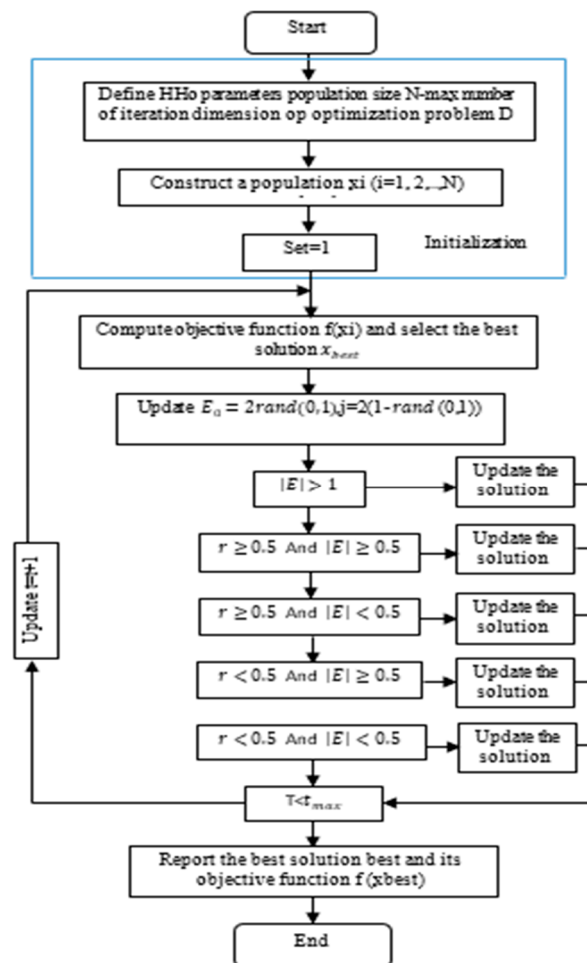 Start
Define HHo parameters population size N-max number
of iteration dimension op optimization problem D
Construct a population xi (i=1, 2,..,N)
Set=1
Initialization
Compute objective function f(xi) and select the best
solution x_best
Update E₀ = 2rand(0,1),j=2(1-rand (0,1))
|E| > 1
Update the
solution
r ≥ 0.5 And |E| ≥ 0.5
Update the
solution
r ≥ 0.5 And |E| < 0.5
Update the
solution
r < 0.5 And |E| ≥ 0.5
Update the
solution
r < 0.5 And |E| < 0.5
Update the
solution
Update t=t+1
T<t_max
Report the best solution best and its
objective function f (xbest)
End